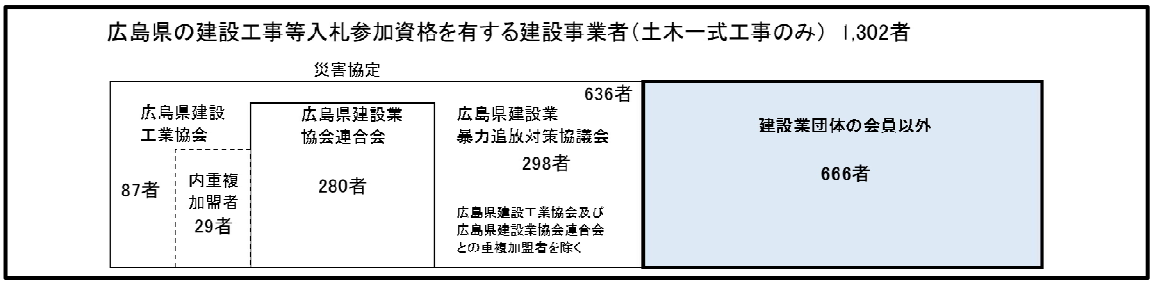 広島県の建設工事等入札参加資格を有する建設事業者（土木一式工事のみ） 1,302者
災害協定
636者
広島県建設
工業協会
87者
内重複
加盟者
29者
広島県建設業
協会連合会
280者
広島県建設業
暴力追放対策協議会
298者
広島県建設工業協会及び
広島県建設業協会連合会
との重複加盟者を除く
建設業団体の会員以外
666者